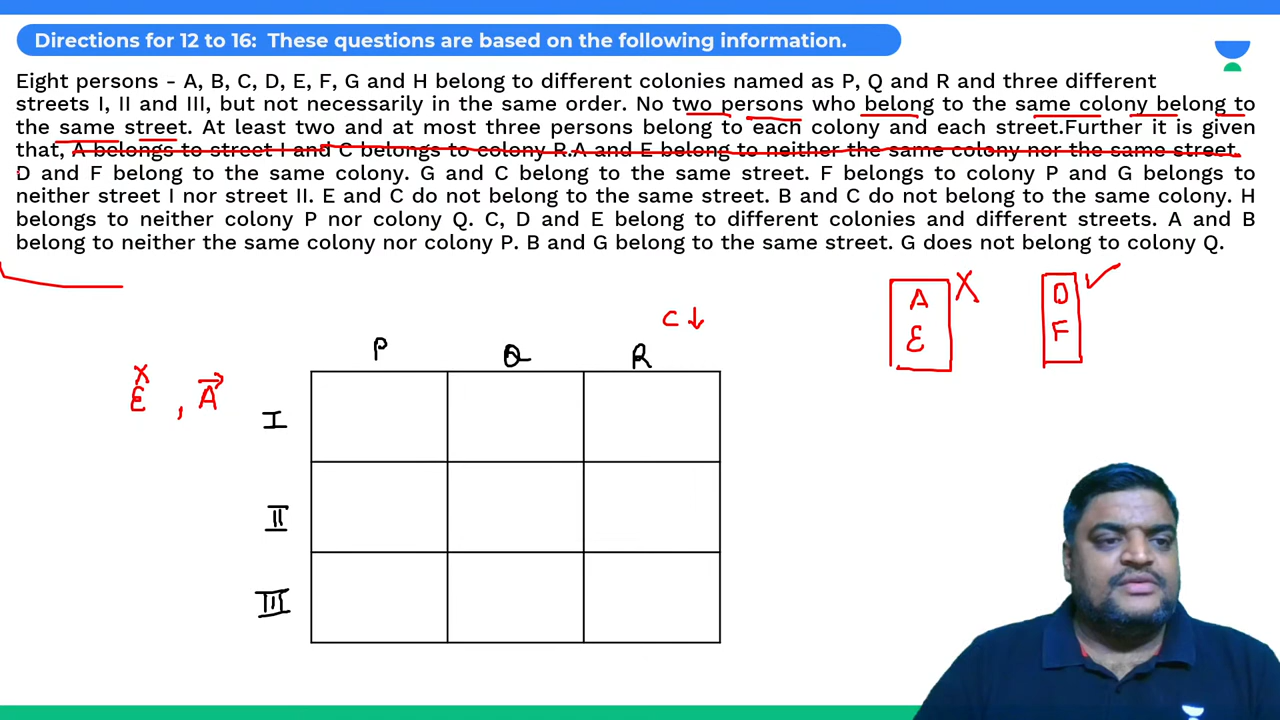 Directions for 12 to 16: These questions are based on the following information.
Eight persons - A, B, C, D, E, F, G and H belong to different colonies named as P, Q and R and three different
streets I, II and III, but not necessarily in the same order. No two persons who belong to the same colony belong to
the same street. At least two and at most three persons belong to each colony and each street.Further it is given
that, A belongs to street I and C belongs to colony R.A and E belong to neither the same colony nor the same street.
D and F belong to the same colony. G and C belong to the same street. F belongs to colony P and G belongs to
neither street I nor street II. E and C do not belong to the same street. B and C do not belong to the same colony. H
belongs to neither colony P nor colony Q. C, D and E belong to different colonies and different streets. A and B
belong to neither the same colony nor colony P. B and G belong to the same street. G does not belong to colony Q.
A X
E
D ✓
F
C ↓
P Q R
X
E , A
I
II
III